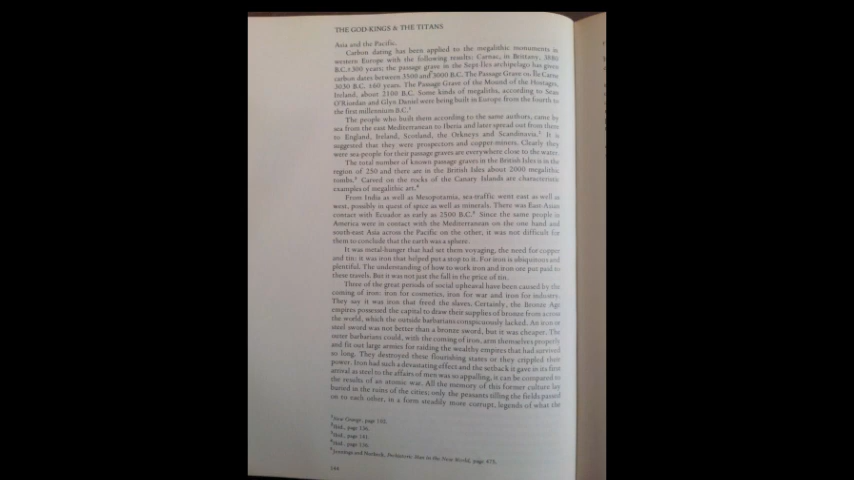 THE GOD-KINGS & THE TITANS
Asia and the Pacific.
Carbon dating has been applied to the megalithic monuments in
western Europe with the following results: Carnac, in Brittany, 3880
B.C.±300 years; the passage grave in the Sept Iles archipelago has given
carbon dates between 3500 and 3000 B.C. The Passage Grave on Île Carne
3030 B.C. ±60 years. The Passage Grave of the Mound of the Hostages,
Ireland, about 2100 B.C. Some kinds of megaliths, according to Sean
O'Riordan and Glyn Daniel were being built in Europe from the fourth to
the first millennium B.C.
The people who built them according to the same authors, came by
sea from the east Mediterranean to Iberia and later spread out from there
to England, Ireland, Scotland, the Orkneys and Scandinavia. It is
suggested that they were prospectors and copper-miners. Clearly they
were sea-people for their passage graves are everywhere close to the water.
The total number of known passage graves in the British Isles is in the
region of 250 and there are in the British Isles about 2000 megalithic
tombs. Carved on the rocks of the Canary Islands are characteristic
examples of megalithic art.
From India as well as Mesopotamia, sea-traffic went east as well as
west, possibly in quest of spice as well as minerals. There was East Asian
contact with Ecuador as early as 2500 B.C. Since the same people in
America were in contact with the Mediterranean on the one hand and
south-east Asia across the Pacific on the other, it was not difficult for
them to conclude that the earth was a sphere.
It was metal-hunger that had set them voyaging, the need for copper
and tin; it was iron that helped put a stop to it. For iron is ubiquitous and
plentiful. The understanding of how to work iron and iron ore put paid to
these travels. But it was not just the fall in the price of tin.
Three of the great periods of social upheaval have been caused by the
coming of iron: iron for cosmetics, iron for war and iron for industry.
They say it was iron that freed the slaves. Certainly, the Bronze Age
empires possessed the capital to draw their supplies of bronze from across
the world, which the outside barbarians conspicuously lacked. An iron or
steel sword was not better than a bronze sword, but it was cheaper. The
outer barbarians could, with the coming of iron, arm themselves properly
and fit out large armies for raiding the wealthy empires that had survived
so long. They destroyed these flourishing states or they crippled their
power. Iron had such a devastating effect and the setback it gave in its first
arrival as steel to the affairs of men was so appalling, it can be compared to
the results of an atomic war. All the memory of this former culture lay
buried in the ruins of the cities; only the peasants tilling the fields passed
on to each other, in a form steadily more corrupt, legends of what the
New Grange, page
Ibid., page
Ibid., page
Ibid., page
Jennings and Norbeck, Prehistoric Man in the New World, page 475.
144